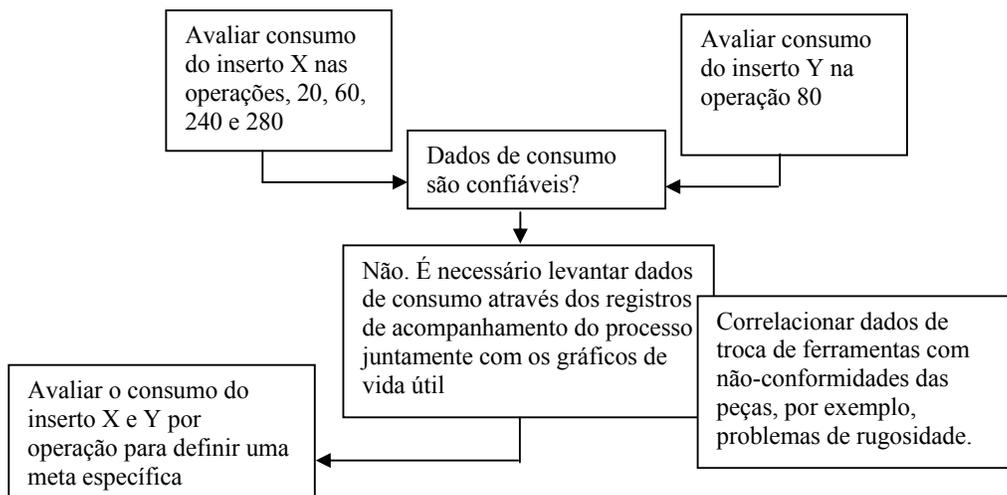 Avaliar consumo
do inserto X nas
operações, 20, 60,
240 e 280
Avaliar consumo
do inserto Y na
operação 80
Dados de consumo
são confiáveis?
Não. É necessário levantar dados
de consumo através dos registros
de acompanhamento do processo
juntamente com os gráficos de
vida útil
Correlacionar dados de
troca de ferramentas com
não-conformidades das
peças, por exemplo,
problemas de rugosidade.
Avaliar o consumo do
inserto X e Y por
operação para definir uma
meta específica